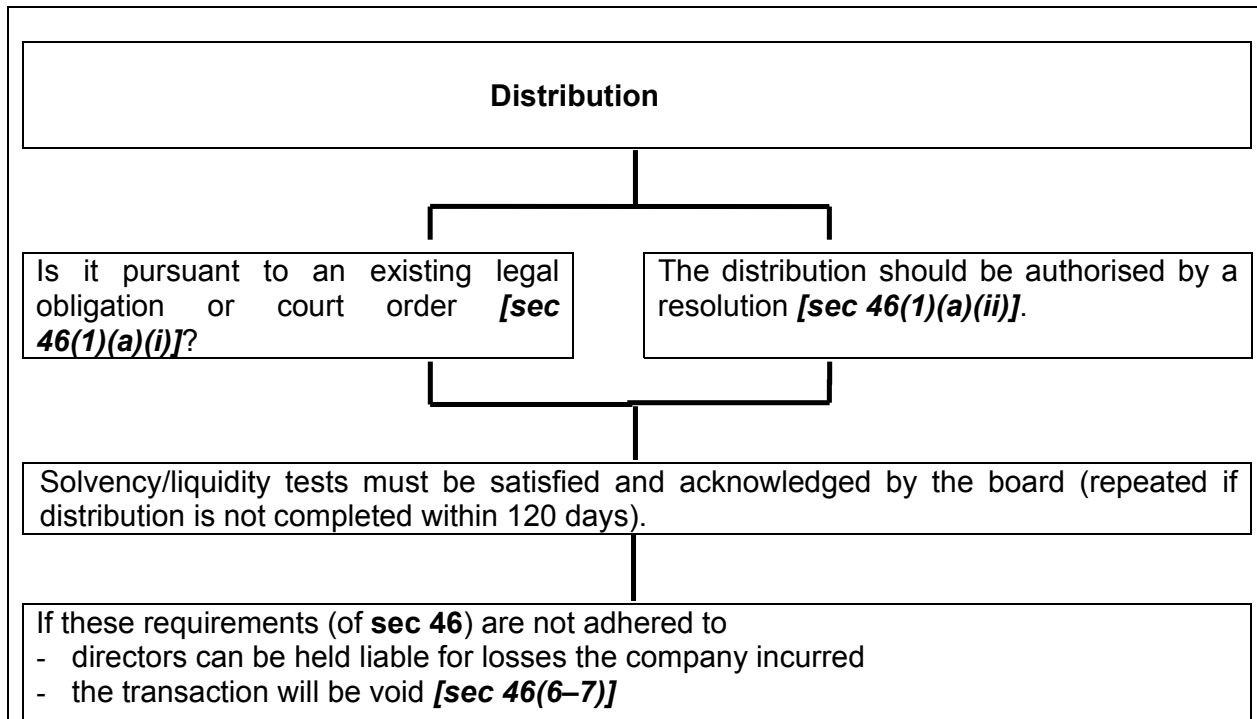 Distribution
Is it pursuant to an existing legal
obligation or court order [sec
46(1)(a)(i)]?
The distribution should be authorised by a
resolution [sec 46(1)(a)(ii)].
Solvency/liquidity tests must be satisfied and acknowledged by the board (repeated if
distribution is not completed within 120 days).
If these requirements (of sec 46) are not adhered to
- directors can be held liable for losses the company incurred
- the transaction will be void [sec 46(6–7)]